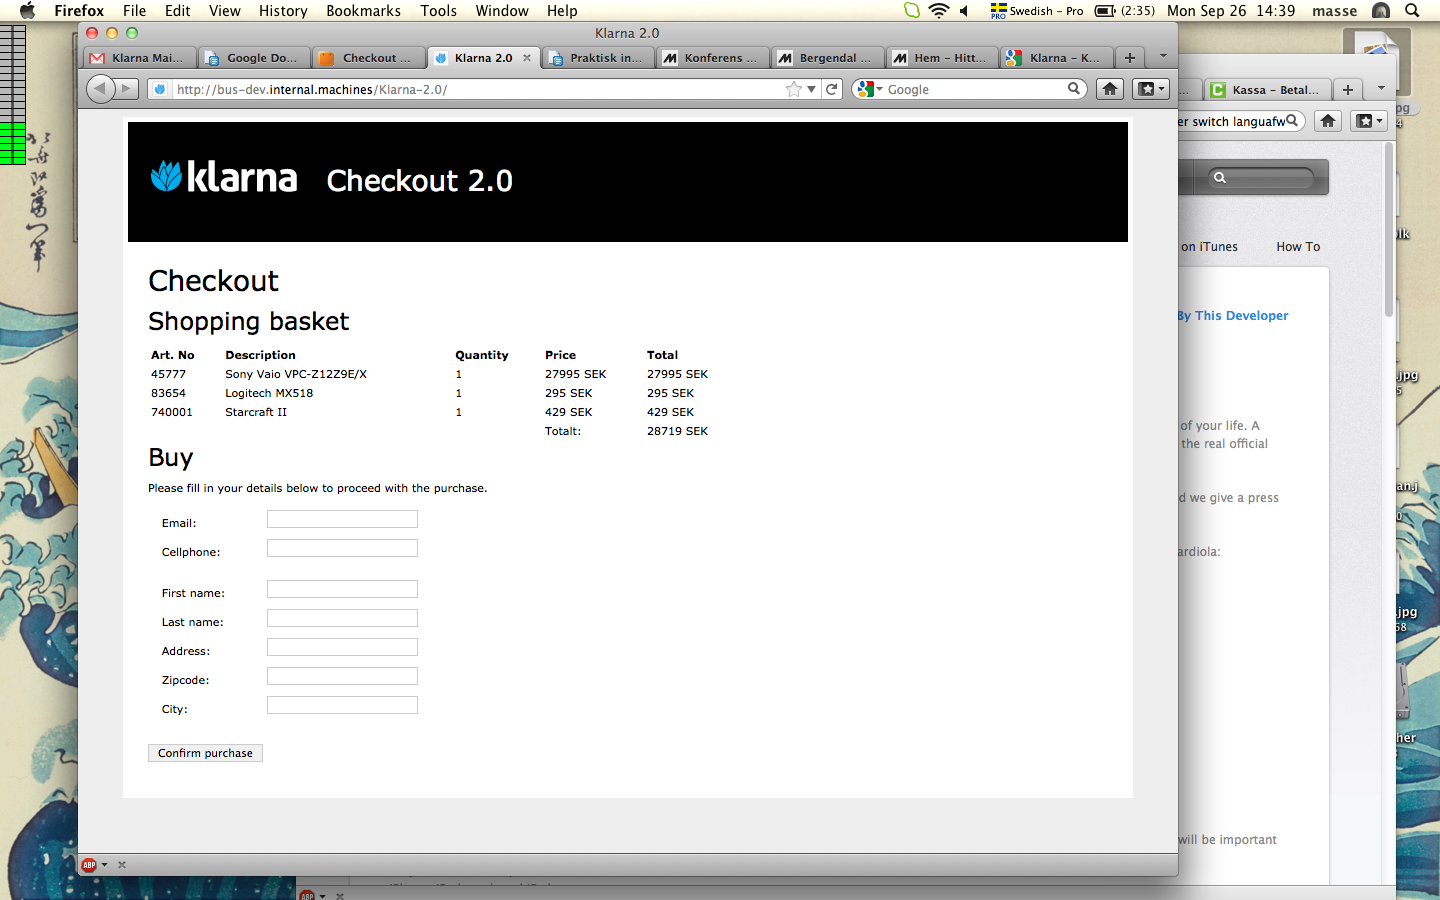 Firefox File Edit View History Bookmarks Tools Window Help PRO Swedish - Pro (2:35) Mon Sep 26 14:39 masse
Klarna 2.0
Klarna Mai... Google Do... Checkout ... Klarna 2.0 Praktisk in... Konferens ... Bergendal ... Hem - Hitt... Klarna - K...
http://bus-dev.internal.machines/Klarna-2.0/ Google
Kassa - Betal...
er switch languafw
klarna Checkout 2.0
on iTunes How To
Checkout
Shopping basket
By This Developer
Art. No Description Quantity Price Total
45777 Sony Vaio VPC-Z12Z9E/X 1 27995 SEK 27995 SEK
83654 Logitech MX518 1 295 SEK 295 SEK
740001 Starcraft II 1 429 SEK 429 SEK
Totalt: 28719 SEK
of your life. A
the real official
Buy
Please fill in your details below to proceed with the purchase.
d we give a press
Email:
Cellphone:
ardiola:
First name:
Last name:
Address:
Zipcode:
City:
Confirm purchase
will be important
ABP
ABP
.jpg
.jpg
58
her